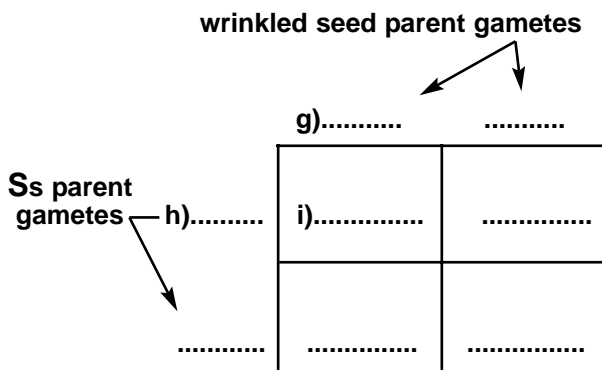 wrinkled seed parent gametes
g)........... ...........
Ss parent
gametes h).......... i)............... ...............
............ ............... ...............